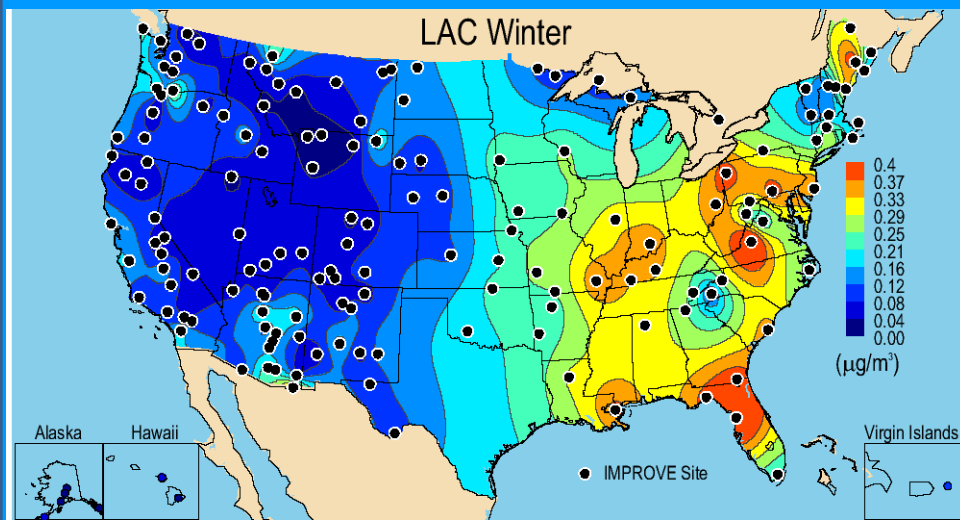 LAC Winter
0.4
0.37
0.33
0.29
0.25
0.21
0.16
0.12
0.08
0.04
0.00
(µg/m³)
Alaska
Hawaii
IMPROVE Site
Virgin Islands